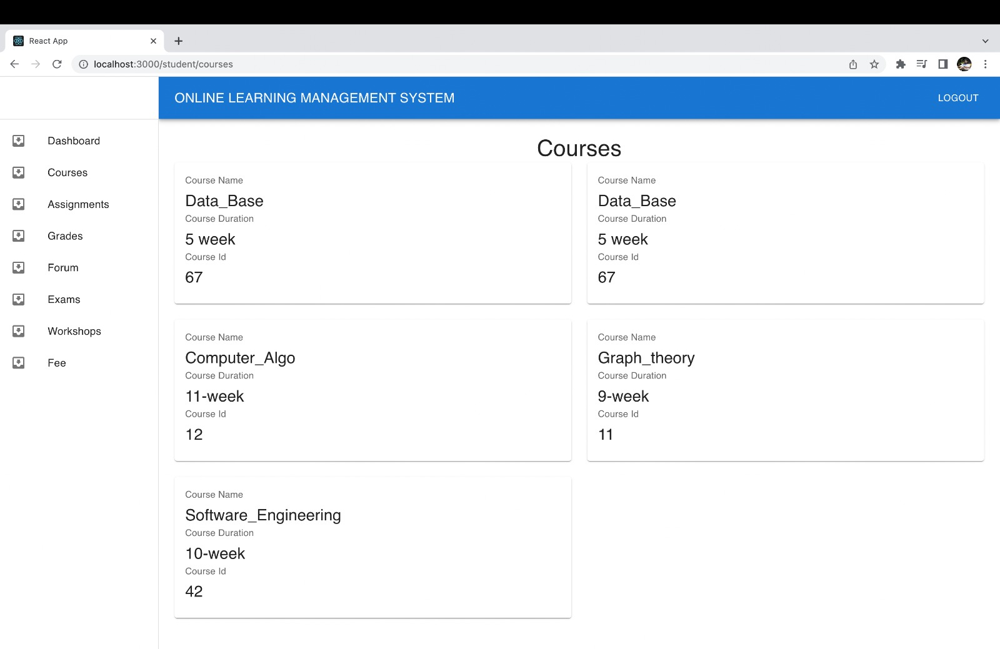 React App
localhost:3000/student/courses
ONLINE LEARNING MANAGEMENT SYSTEM
LOGOUT
Dashboard
Courses
Assignments
Grades
Forum
Exams
Workshops
Fee
Courses
Course Name
Data_Base
Course Duration
5 week
Course Id
67
Course Name
Data_Base
Course Duration
5 week
Course Id
67
Course Name
Computer_Algo
Course Duration
11-week
Course Id
12
Course Name
Graph_theory
Course Duration
9-week
Course Id
11
Course Name
Software_Engineering
Course Duration
10-week
Course Id
42